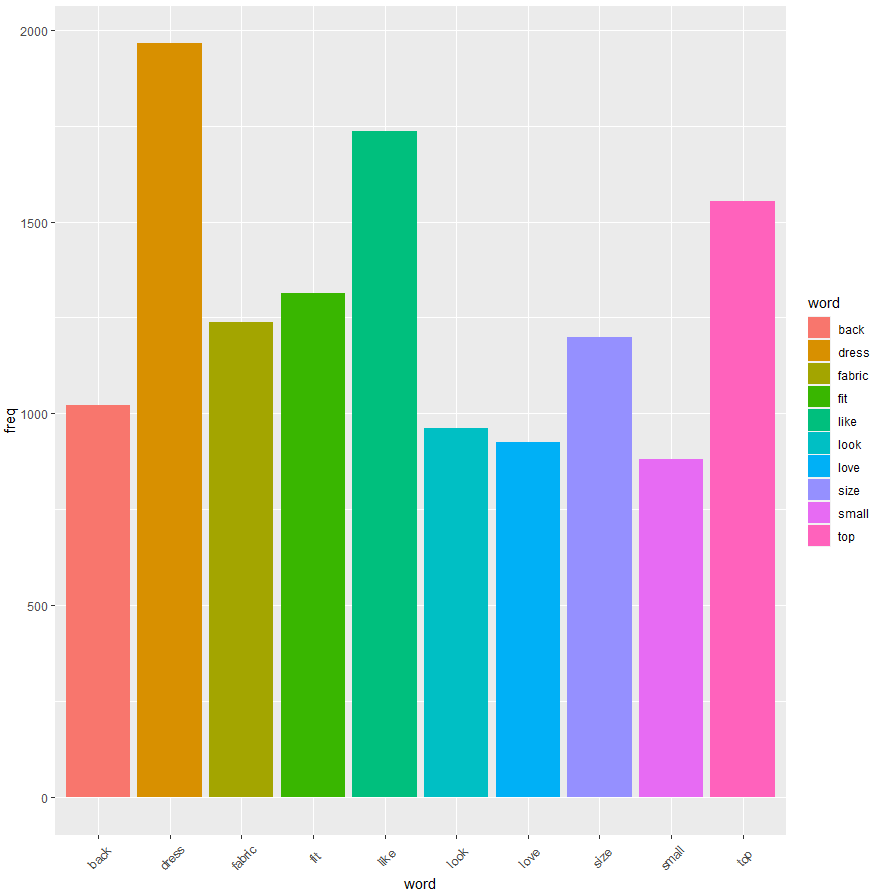 2000
1500
1000
500
0
freq
back dress fabric fit like look love size small top
word
word
back
dress
fabric
fit
like
look
love
size
small
top